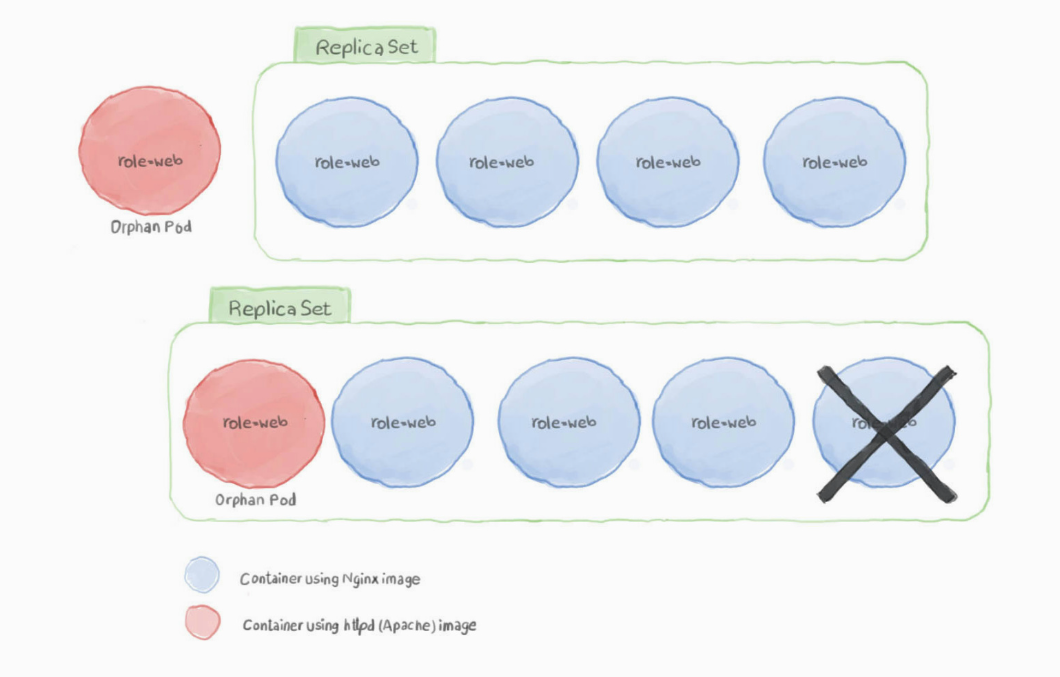 Replica Set
role=web
role=web
role=web
role=web
role=web
Orphan Pod
Replica Set
role=web
role=web
role=web
role=web
role=web
Orphan Pod
Container using Nginx image
Container using httpd (Apache) image